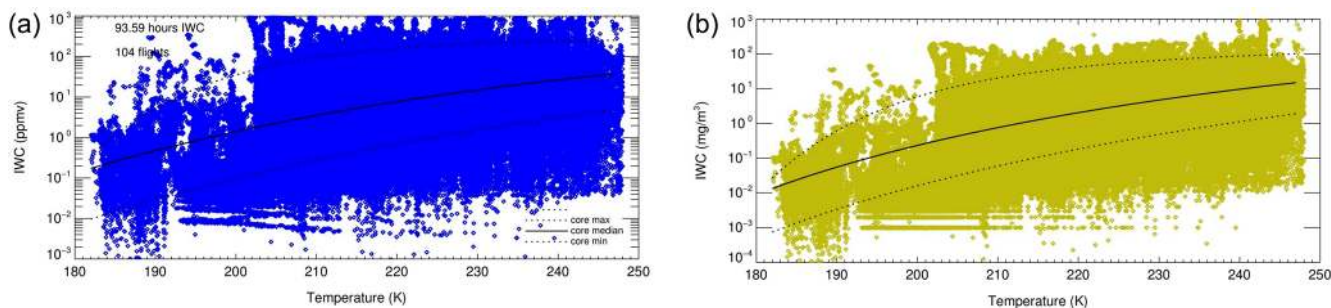 (a)
93.59 hours IWC
104 flights
10³
10²
10¹
10⁰
10⁻¹
10⁻²
10⁻³
IWC (ppmv)
core max
core median
core min
180 190 200 210 220 230 240 250
Temperature (K)
(b)
10³
10²
10¹
10⁰
10⁻¹
10⁻²
10⁻³
10⁻⁴
IWC (mg/m³)
180 190 200 210 220 230 240 250
Temperature (K)